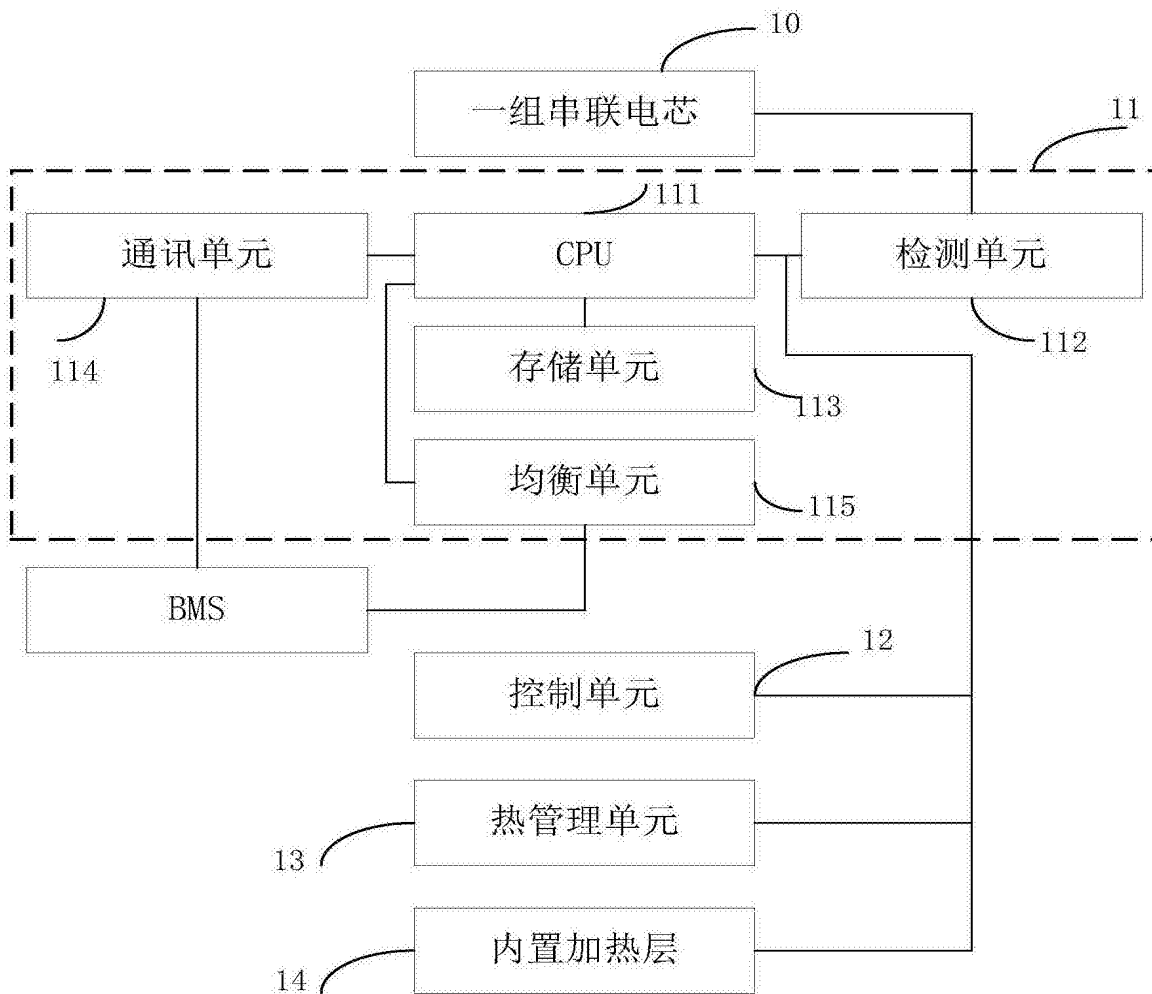 10
一组串联电芯
11
111
通讯单元
CPU
检测单元
114
存储单元
112
113
均衡单元
115
BMS
12
控制单元
热管理单元
13
内置加热层
14